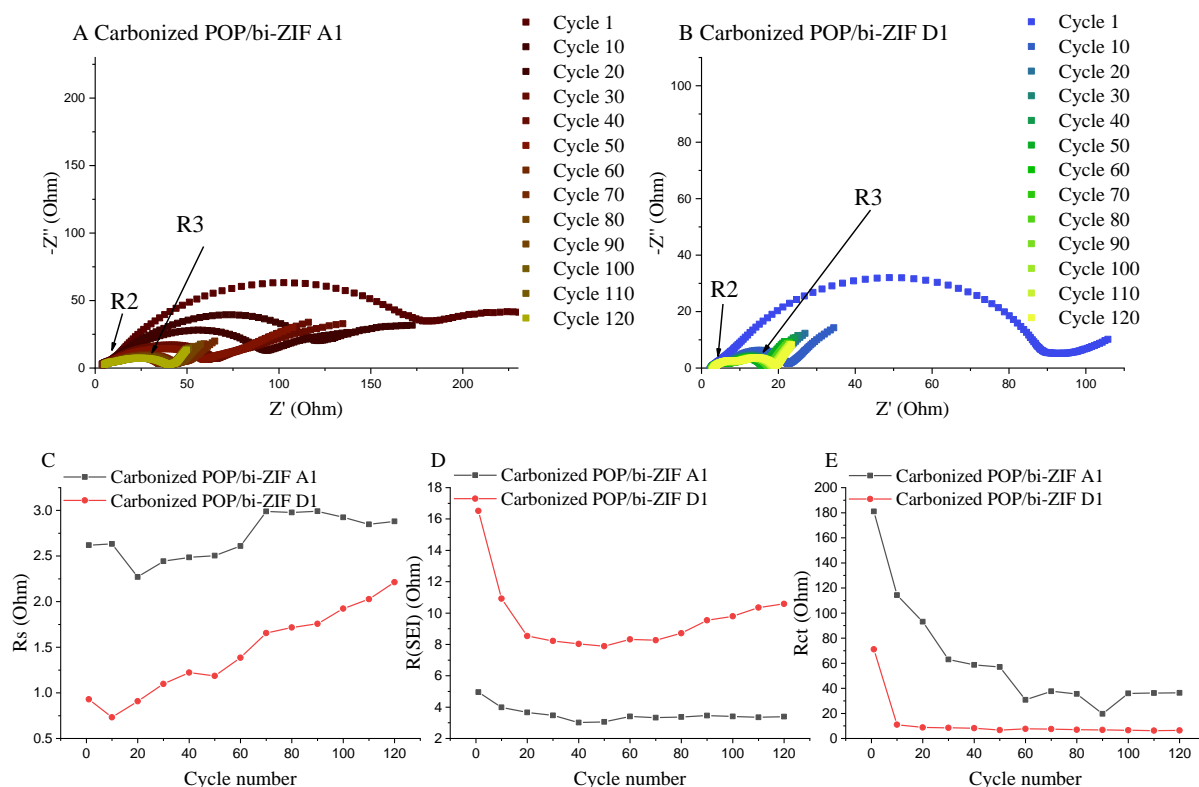 A Carbonized POP/bi-ZIF A1
-Z'' (Ohm)
200
150
100
50
0
0
50
100
150
200
Z' (Ohm)
R2
R3
Cycle 1
Cycle 10
Cycle 20
Cycle 30
Cycle 40
Cycle 50
Cycle 60
Cycle 70
Cycle 80
Cycle 90
Cycle 100
Cycle 110
Cycle 120
B Carbonized POP/bi-ZIF D1
-Z'' (Ohm)
100
80
60
40
20
0
0
20
40
60
80
100
Z' (Ohm)
R2
R3
Cycle 1
Cycle 10
Cycle 20
Cycle 30
Cycle 40
Cycle 50
Cycle 60
Cycle 70
Cycle 80
Cycle 90
Cycle 100
Cycle 110
Cycle 120
C
Carbonized POP/bi-ZIF A1
Carbonized POP/bi-ZIF D1
Rs (Ohm)
3.0
2.5
2.0
1.5
1.0
0.5
0
20
40
60
80
100
120
Cycle number
D
Carbonized POP/bi-ZIF A1
Carbonized POP/bi-ZIF D1
R(SEI) (Ohm)
18
16
14
12
10
8
6
4
2
0
20
40
60
80
100
120
Cycle number
E
Carbonized POP/bi-ZIF A1
Carbonized POP/bi-ZIF D1
Rct (Ohm)
200
180
160
140
120
100
80
60
40
20
0
0
20
40
60
80
100
120
Cycle number